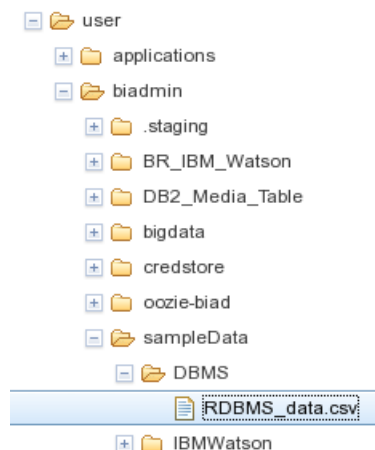 user
applications
biadmin
.staging
BR_IBM_Watson
DB2_Media_Table
bigdata
credstore
oozie-biad
sampleData
DBMS
RDBMS_data.csv
IBMWatson